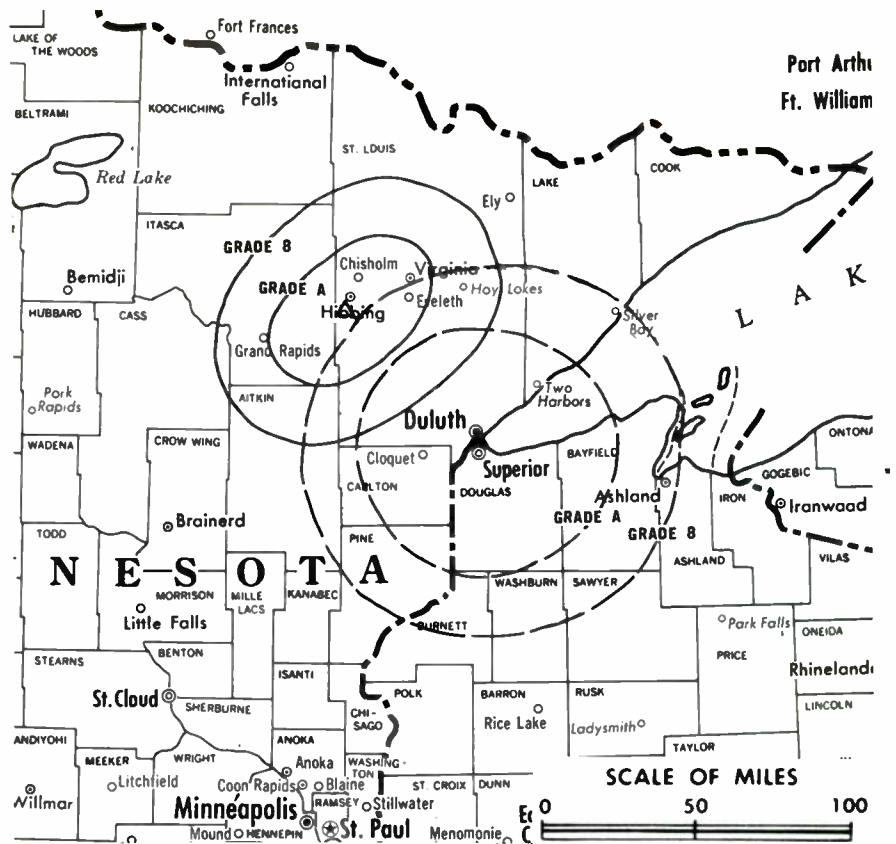 Fort Frances
LAKE OF
THE WOODS
International
Falls
Port Arthu
Ft. William
BELTRAMI
KOOCHICHING
ST. LOUIS
Red Lake
LAKE
COOK
Ely
ITASCA
GRADE B
Chisholm
Virginia
Bemidji
GRADE A
Eveleth
Hoy Lakes
L A K
HUBBARD
CASS
Hibbing
Silver
Bay
Grand Rapids
Pork
Rapids
AITKIN
Two
Harbors
Duluth
WADENA
CROW WING
Cloquet
Superior
BAYFIELD
ONTONA
CARLTON
DOUGLAS
Ashland
IRON
GOGEBIC
Iranwaad
Brainerd
GRADE A
GRADE B
TODD
PINE
ASHLAND
VILAS
NESOTA
MORRISON
MILLE
LACS
KANABEC
WASHBURN
SAWYER
Little Falls
BURNETT
Park Falls
ONEIDA
STEARNS
BENTON
ISANTI
PRICE
Rhineland
St. Cloud
SHERBURNE
POLK
BARRON
RUSK
LINCOLN
CHI-
SAGO
Rice Lake
Ladysmith
ANDIYOHI
MEEKER
WRIGHT
ANOKA
WASHING-
TON
TAYLOR
Anoka
Litchfield
Coon Rapids
Blaine
ST. CROIX
DUNN
SCALE OF MILES
Willmar
Minneapolis
RAMSEY
Stillwater
0 50 100
Mound
HENNEPIN
St. Paul
Menomonie